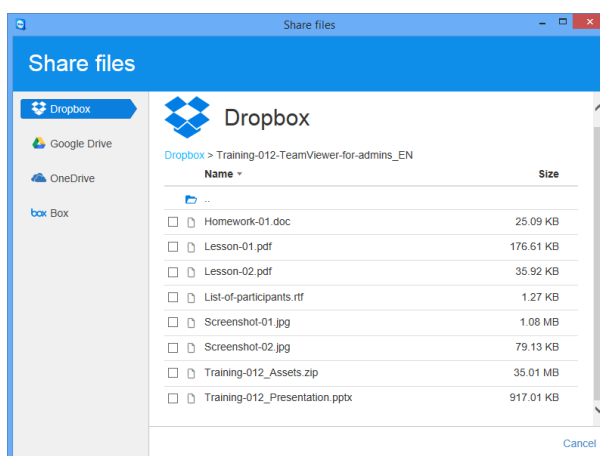 Share files
Share files
Dropbox
Google Drive
OneDrive
box Box
Dropbox
Dropbox > Training-012-TeamViewer-for-admins_EN
Name Size
..
Homework-01.doc 25.09 KB
Lesson-01.pdf 176.61 KB
Lesson-02.pdf 35.92 KB
List-of-participants.rtf 1.27 KB
Screenshot-01.jpg 1.08 MB
Screenshot-02.jpg 79.13 KB
Training-012_Assets.zip 35.01 MB
Training-012_Presentation.pptx 917.01 KB
Cancel